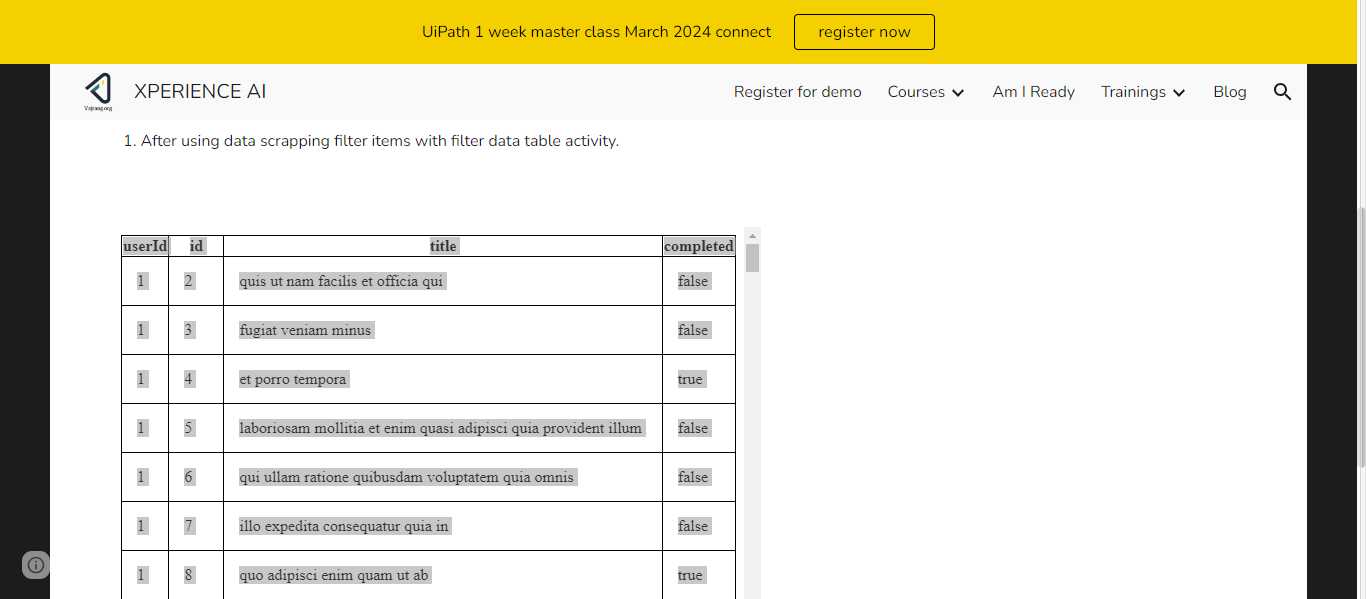 UiPath 1 week master class March 2024 connect register now
Vajrang.org
XPERIENCE AI Register for demo Courses Am I Ready Trainings Blog
1. After using data scrapping filter items with filter data table activity.
userId id title completed
1 2 quis ut nam facilis et officia qui false
1 3 fugiat veniam minus false
1 4 et porro tempora true
1 5 laboriosam mollitia et enim quasi adipisci quia provident illum false
1 6 qui ullam ratione quibusdam voluptatem quia omnis false
1 7 illo expedita consequatur quia in false
1 8 quo adipisci enim quam ut ab true